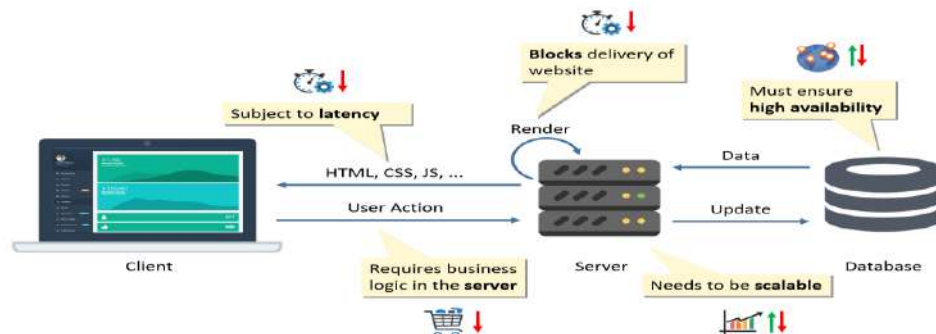 Blocks delivery of
website
Subject to latency
Must ensure
high availability
Render
Data
HTML, CSS, JS, ...
User Action
Update
Client
Server
Database
Requires business
logic in the server
Needs to be scalable